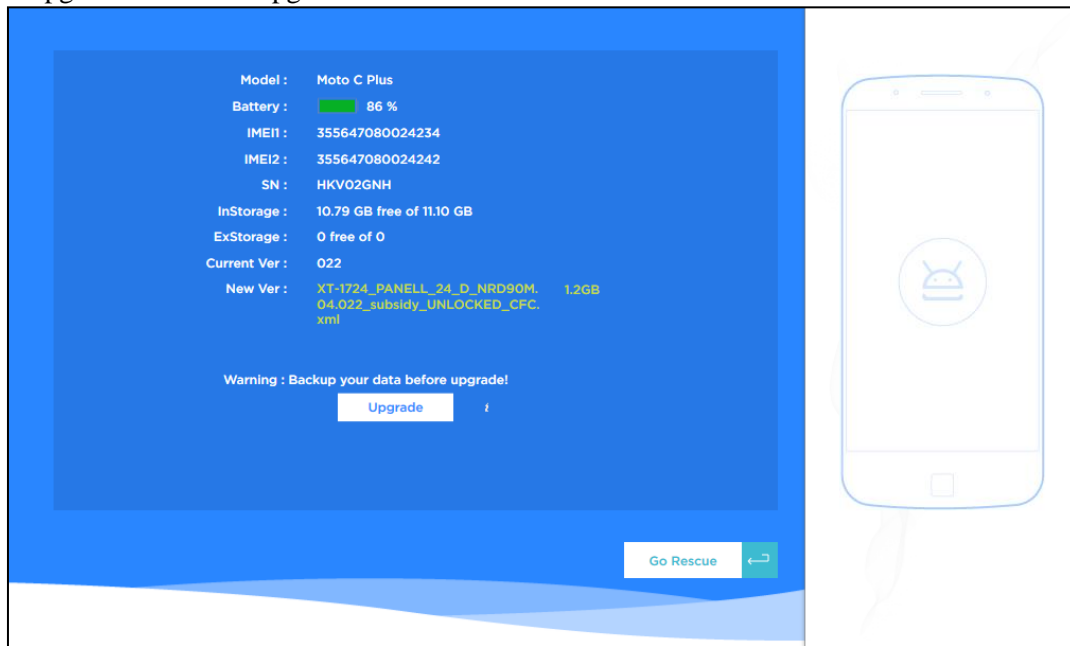 Model : Moto C Plus
Battery : 86 %
IMEI1 : 355647080024234
IMEI2 : 355647080024242
SN : HKV02GNH
InStorage : 10.79 GB free of 11.10 GB
ExStorage : 0 free of 0
Current Ver : 022
New Ver : XT-1724_PANELL_24_D_NRD90M. 1.2GB
04.022_subsidy_UNLOCKED_CFC.
xml
Warning : Backup your data before upgrade!
Upgrade
Go Rescue